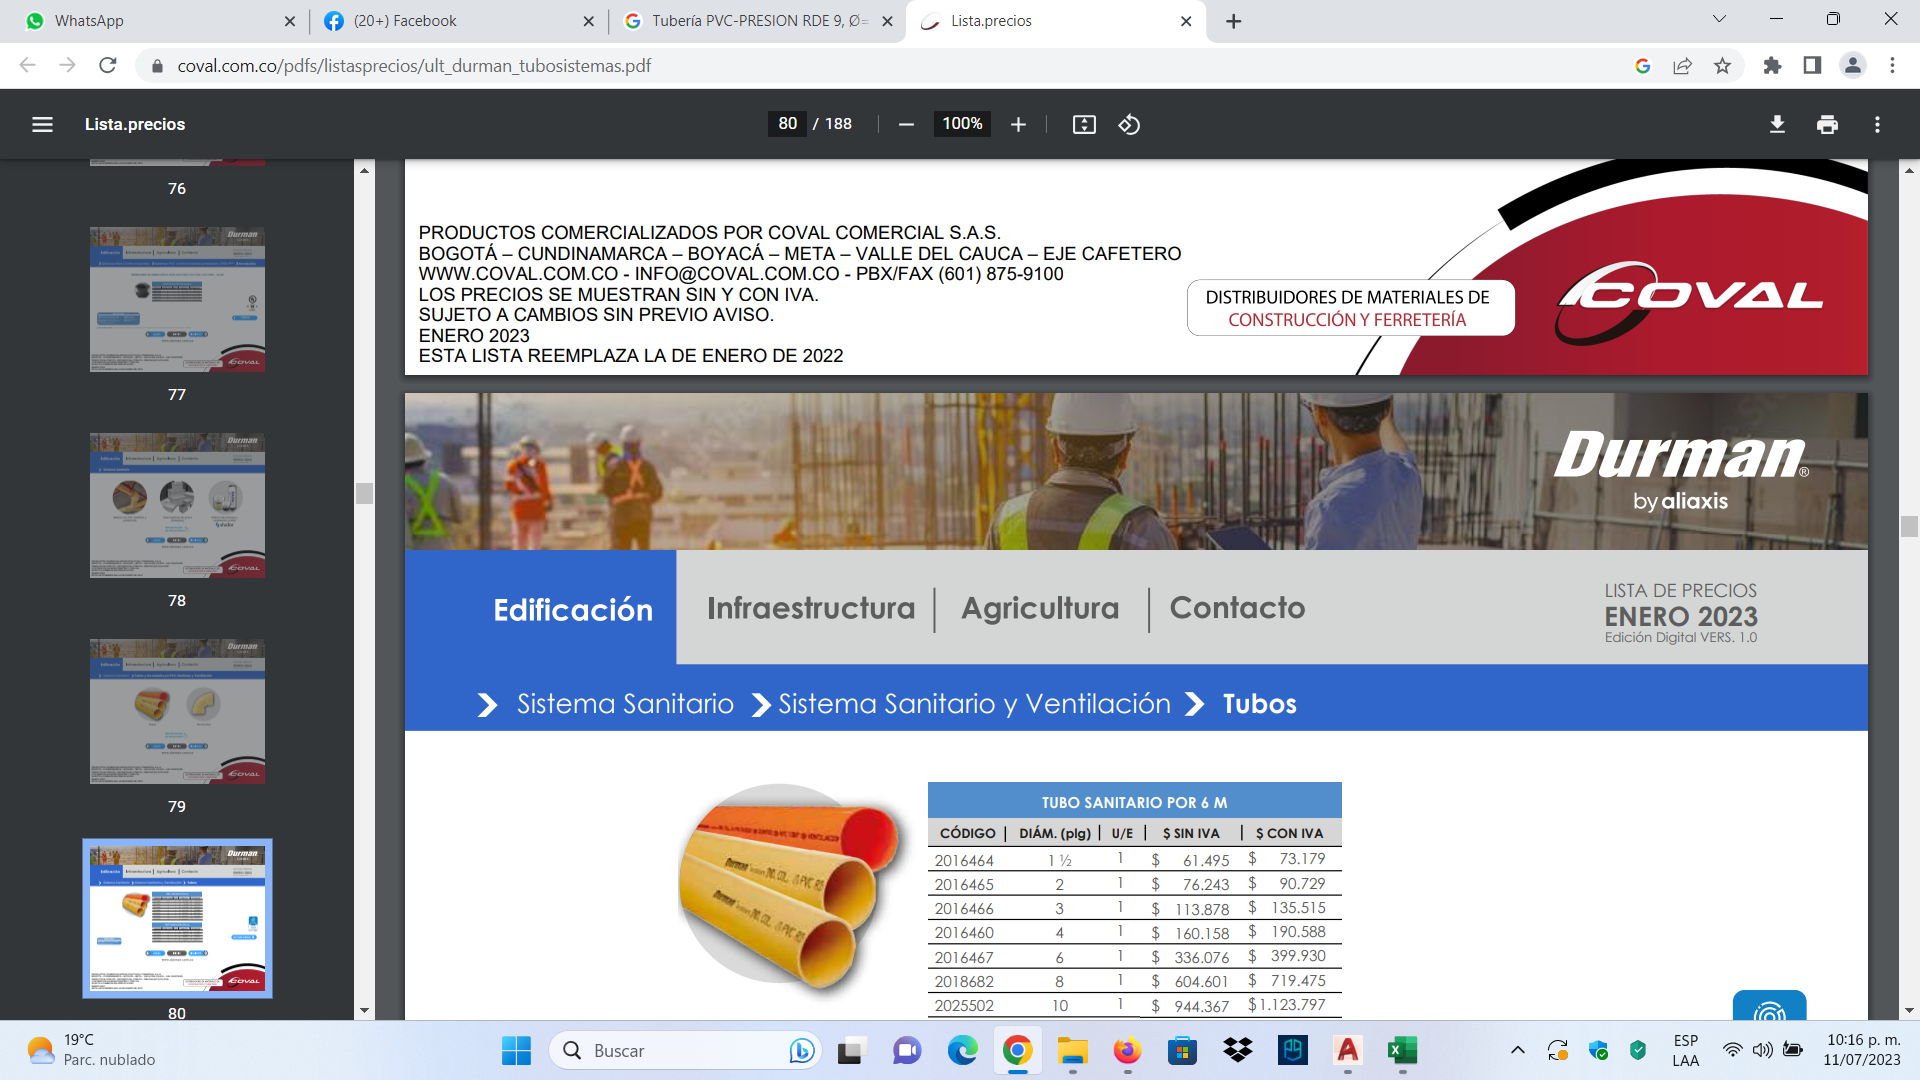 WhatsApp
(20+) Facebook
Tubería PVC-PRESION RDE 9, Ø=
Lista.precios
coval.com.co/pdfs/listasprecios/ult_durman_tubosistemas.pdf
Lista.precios
80 / 188
100%
76
77
78
79
80
PRODUCTOS COMERCIALIZADOS POR COVAL COMERCIAL S.A.S.
BOGOTÁ – CUNDINAMARCA – BOYACÁ – META – VALLE DEL CAUCA – EJE CAFETERO
WWW.COVAL.COM.CO - INFO@COVAL.COM.CO - PBX/FAX (601) 875-9100
LOS PRECIOS SE MUESTRAN SIN Y CON IVA.
SUJETO A CAMBIOS SIN PREVIO AVISO.
ENERO 2023
ESTA LISTA REEMPLAZA LA DE ENERO DE 2022
DISTRIBUIDORES DE MATERIALES DE
CONSTRUCCIÓN Y FERRETERÍA
COVAL
Durman®
by aliaxis
Edificación
Infraestructura
Agricultura
Contacto
LISTA DE PRECIOS
ENERO 2023
Edición Digital VERS. 1.0
Sistema Sanitario
Sistema Sanitario y Ventilación
Tubos
TUBO SANITARIO POR 6 M
CÓDIGO | DIÁM. (plg) | U/E | $ SIN IVA | $ CON IVA
2016464 1 ½ 1 $ 61.495 $ 73.179
2016465 2 1 $ 76.243 $ 90.729
2016466 3 1 $ 113.878 $ 135.515
2016460 4 1 $ 160.158 $ 190.588
2016467 6 1 $ 336.076 $ 399.930
2018682 8 1 $ 604.601 $ 719.475
2025502 10 1 $ 944.367 $ 1.123.797
19°C
Parc. nublado
Buscar
ESP
LAA
10:16 p. m.
11/07/2023